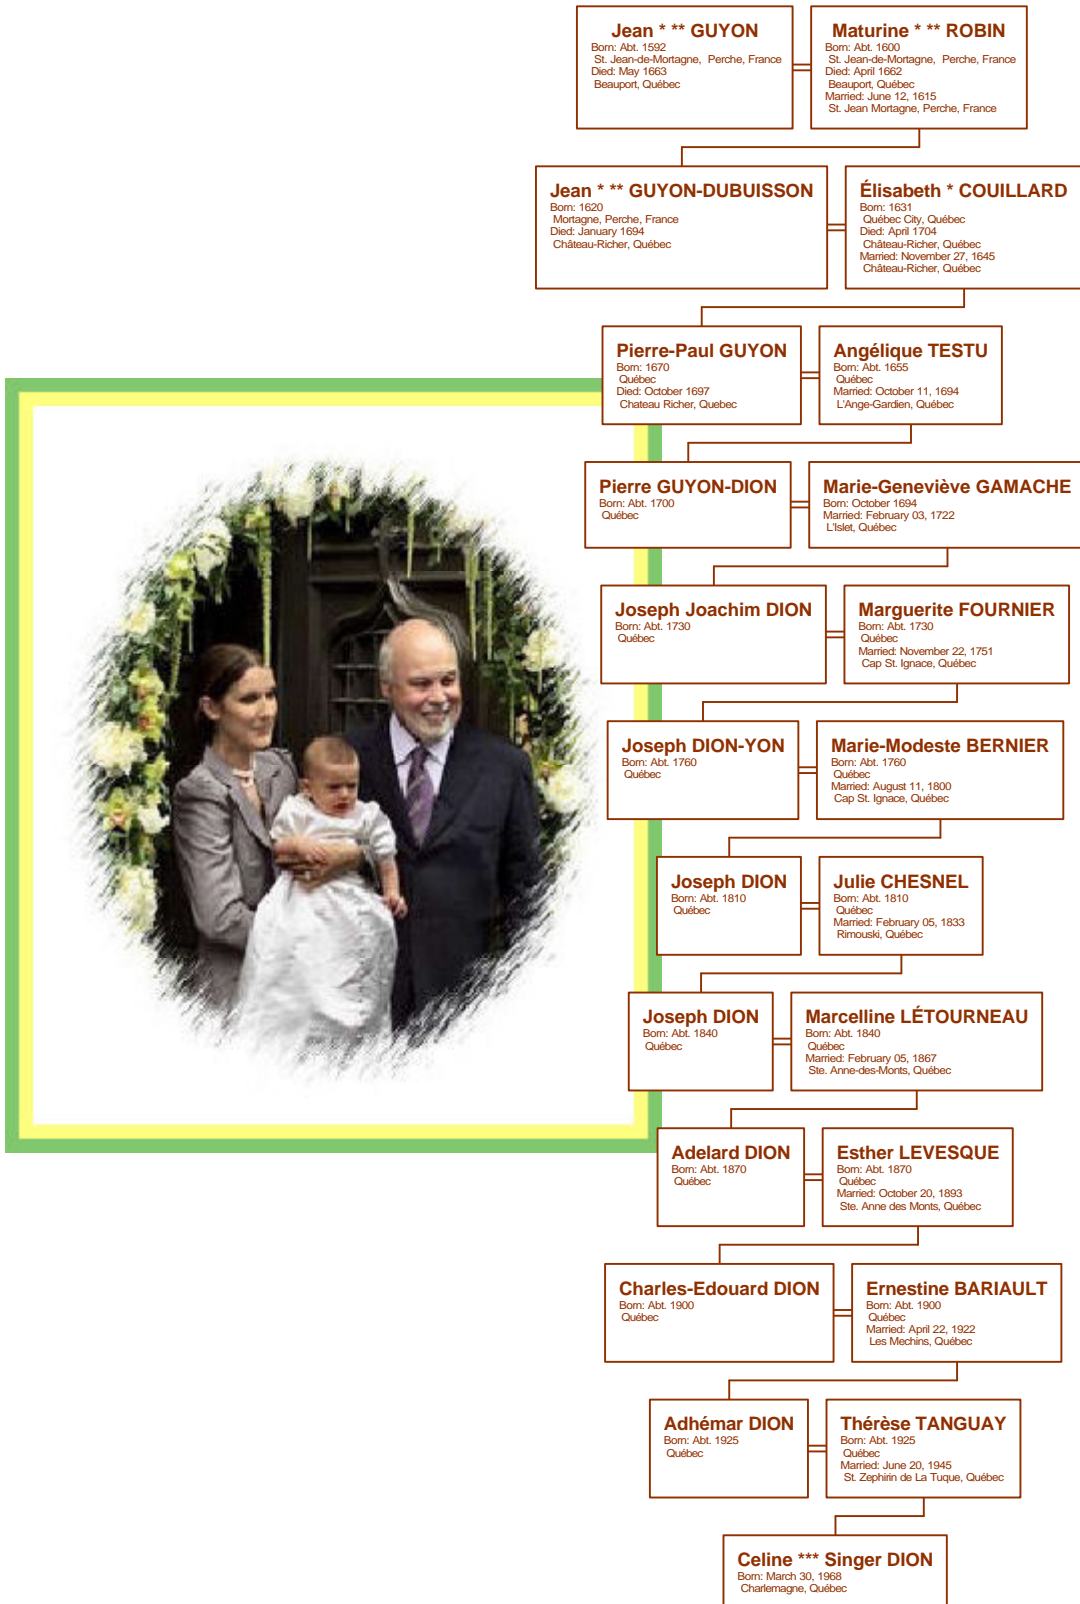 Jean * ** GUYON
Born: Abt. 1592
St. Jean-de-Mortagne, Perche, France
Died: May 1663
Beauport, Québec
Maturine * ** ROBIN
Born: Abt. 1600
St. Jean-de-Mortagne, Perche, France
Died: April 1662
Beauport, Québec
Married: June 12, 1615
St. Jean Mortagne, Perche, France
Jean * ** GUYON-DUBUISSON
Born: 1620
Mortagne, Perche, France
Died: January 1694
Château-Richer, Québec
Élisabeth * COUILLARD
Born: 1631
Québec City, Québec
Died: April 1704
Château-Richer, Québec
Married: November 27, 1645
Château-Richer, Québec
Pierre-Paul GUYON
Born: 1670
Québec
Died: October 1697
Chateau Richer, Quebec
Angélique TESTU
Born: Abt. 1655
Québec
Married: October 11, 1694
L'Ange-Gardien, Québec
Pierre GUYON-DION
Born: Abt. 1700
Québec
Marie-Geneviève GAMACHE
Born: October 1694
Married: February 03, 1722
L'Islet, Québec
Joseph Joachim DION
Born: Abt. 1730
Québec
Marguerite FOURNIER
Born: Abt. 1730
Québec
Married: November 22, 1751
Cap St. Ignace, Québec
Joseph DION-YON
Born: Abt. 1760
Québec
Marie-Modeste BERNIER
Born: Abt. 1760
Québec
Married: August 11, 1800
Cap St. Ignace, Québec
Joseph DION
Born: Abt. 1810
Québec
Julie CHESNEL
Born: Abt. 1810
Québec
Married: February 05, 1833
Rimouski, Québec
Joseph DION
Born: Abt. 1840
Québec
Marcelline LÉTOURNEAU
Born: Abt. 1840
Québec
Married: February 05, 1867
Ste. Anne-des-Monts, Québec
Adelard DION
Born: Abt. 1870
Québec
Esther LEVESQUE
Born: Abt. 1870
Québec
Married: October 20, 1893
Ste. Anne des Monts, Québec
Charles-Edouard DION
Born: Abt. 1900
Québec
Ernestine BARIAULT
Born: Abt. 1900
Québec
Married: April 22, 1922
Les Mechins, Québec
Adhémar DION
Born: Abt. 1925
Québec
Thérèse TANGUAY
Born: Abt. 1925
Québec
Married: June 20, 1945
St. Zephirin de La Tuque, Québec
Celine *** Singer DION
Born: March 30, 1968
Charlemagne, Québec